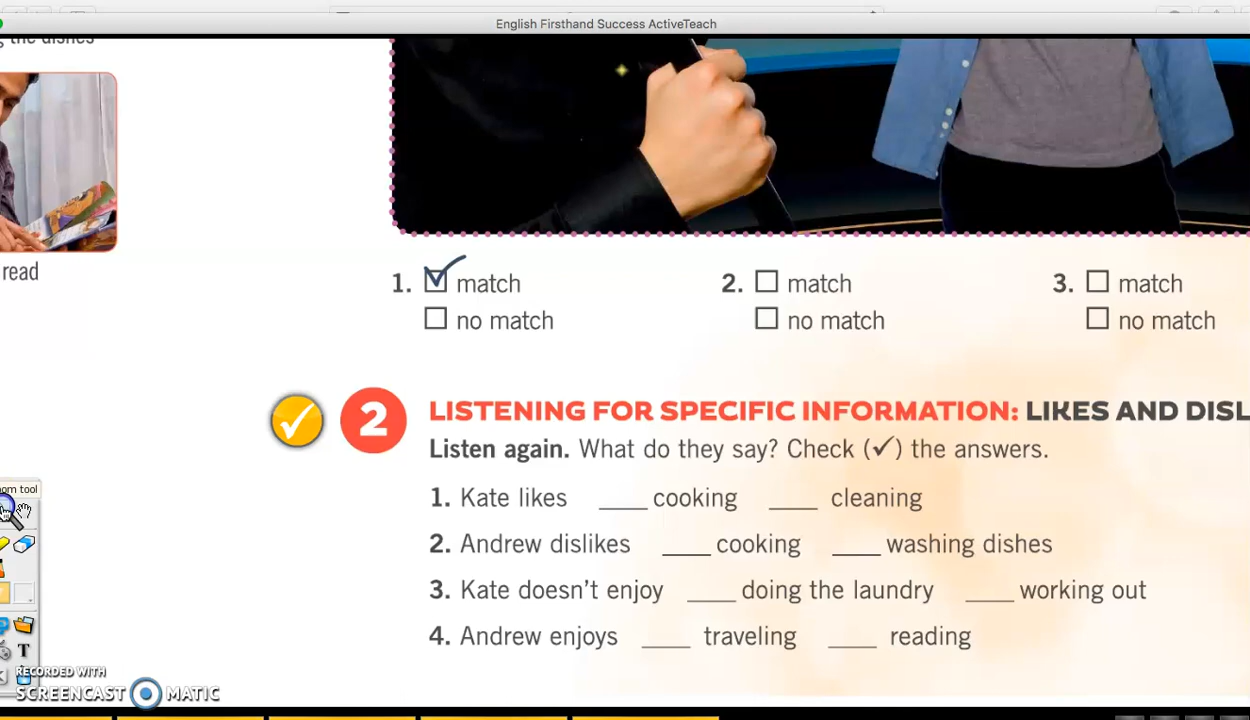 English Firsthand Success ActiveTeach
the dishes
read
1. match 2. match 3. match
no match no match no match
2 LISTENING FOR SPECIFIC INFORMATION: LIKES AND DISL
Listen again. What do they say? Check (✓) the answers.
1. Kate likes ____ cooking ____ cleaning
2. Andrew dislikes ____ cooking ____ washing dishes
3. Kate doesn't enjoy ____ doing the laundry ____ working out
4. Andrew enjoys ____ traveling ____ reading
om tool
T
RECORDED WITH
SCREENCAST MATIC